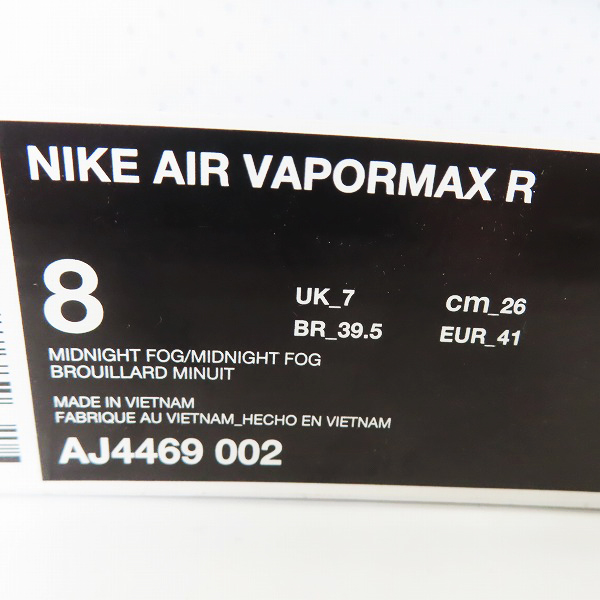 NIKE AIR VAPORMAX R
8
UK_7 cm_26
BR_39.5 EUR_41
MIDNIGHT FOG/MIDNIGHT FOG
BROUILLARD MINUIT
MADE IN VIETNAM
FABRIQUE AU VIETNAM_HECHO EN VIETNAM
AJ4469 002